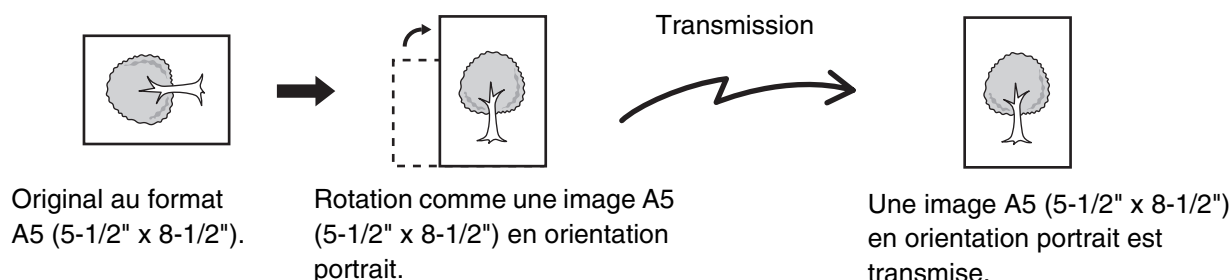 Transmission
Original au format
A5 (5-1/2" x 8-1/2").
Rotation comme une image A5
(5-1/2" x 8-1/2") en orientation
portrait.
Une image A5 (5-1/2" x 8-1/2")
en orientation portrait est
transmise.